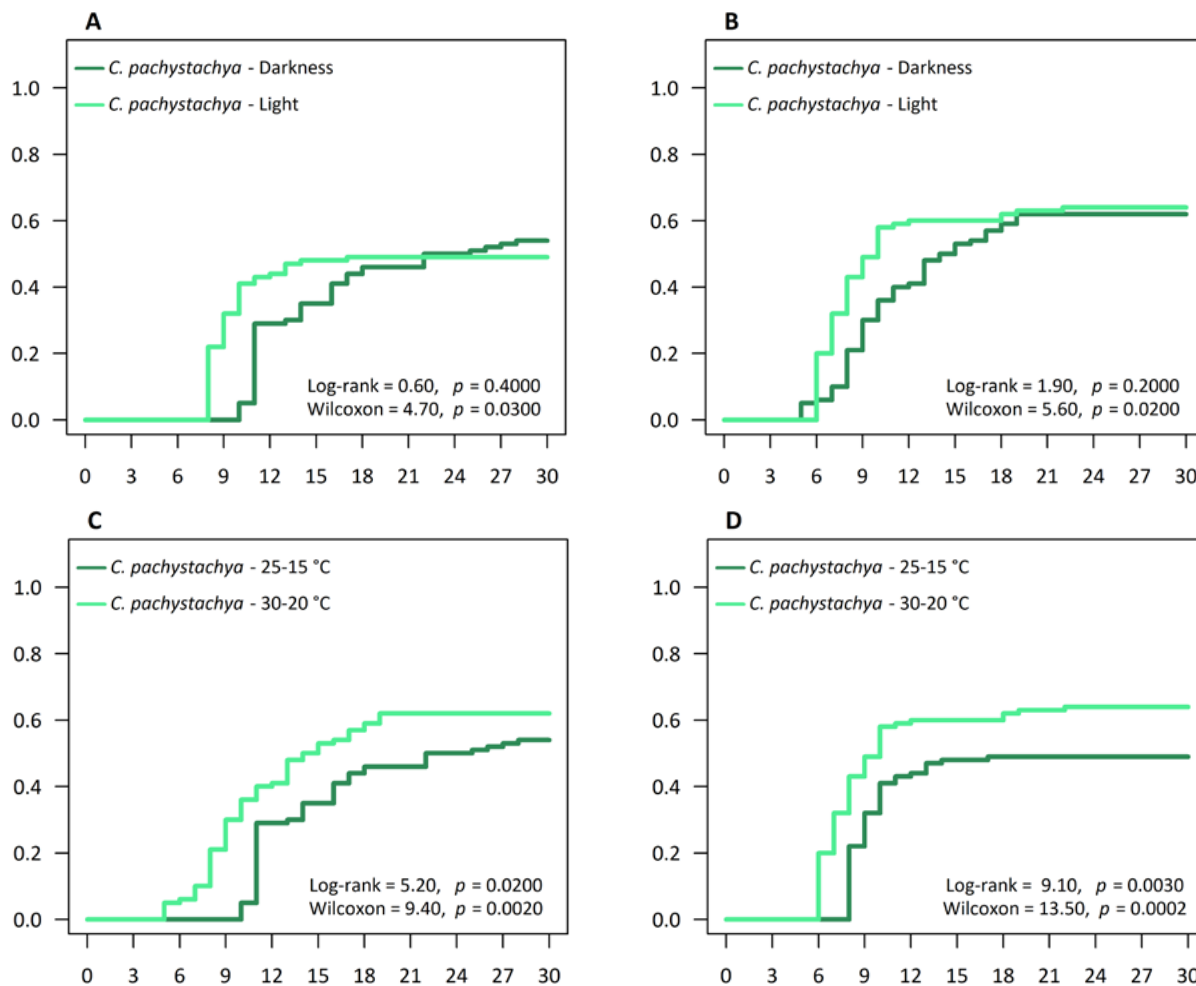 A
C. pachystachya - Darkness
C. pachystachya - Light
1.0
0.8
0.6
0.4
0.2
0.0
Log-rank = 0.60, p = 0.4000
Wilcoxon = 4.70, p = 0.0300
0 3 6 9 12 15 18 21 24 27 30
B
C. pachystachya - Darkness
C. pachystachya - Light
1.0
0.8
0.6
0.4
0.2
0.0
Log-rank = 1.90, p = 0.2000
Wilcoxon = 5.60, p = 0.0200
0 3 6 9 12 15 18 21 24 27 30
C
C. pachystachya - 25-15 °C
C. pachystachya - 30-20 °C
1.0
0.8
0.6
0.4
0.2
0.0
Log-rank = 5.20, p = 0.0200
Wilcoxon = 9.40, p = 0.0020
0 3 6 9 12 15 18 21 24 27 30
D
C. pachystachya - 25-15 °C
C. pachystachya - 30-20 °C
1.0
0.8
0.6
0.4
0.2
0.0
Log-rank = 9.10, p = 0.0030
Wilcoxon = 13.50, p = 0.0002
0 3 6 9 12 15 18 21 24 27 30